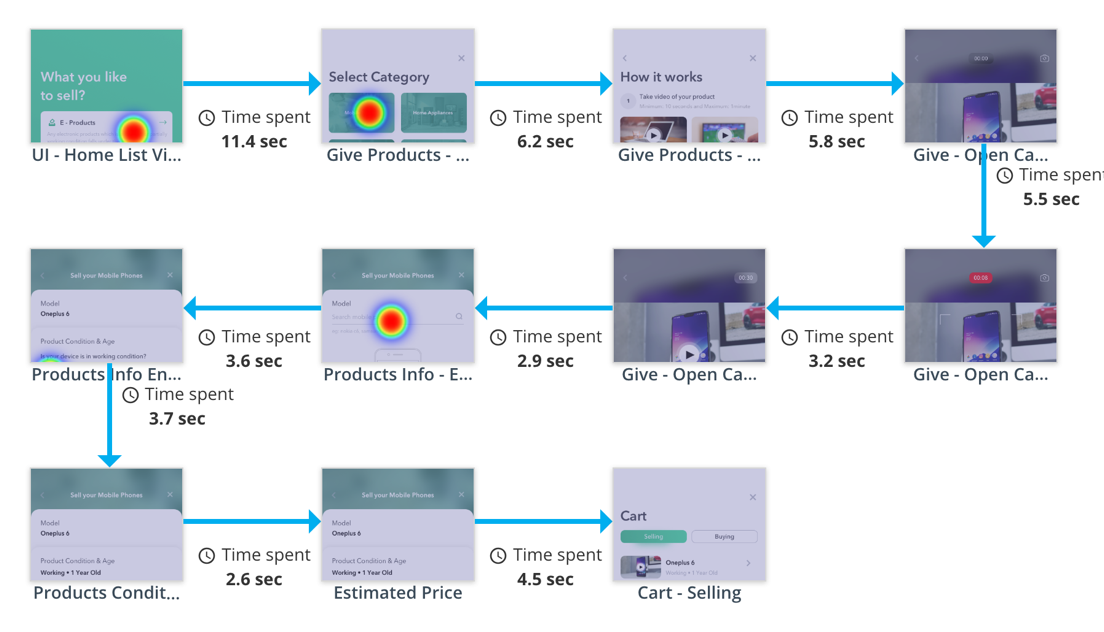 What you like
to sell?
E - Products
UI - Home List Vi...
Time spent
11.4 sec
Select Category
Home Appliances
Give Products - ...
Time spent
6.2 sec
How it works
1
Take video of your product
Minimum, 10 seconds and Maximum, 1 minute
Give Products - ...
Time spent
5.8 sec
00:00
Give - Open Ca...
Time spent
5.5 sec
Sell your Mobile Phones
Model
Oneplus 6
Product Condition & Age
Is your device is in working condition?
Products Info En...
Time spent
3.6 sec
Sell your Mobile Phones
Model
Products Info - E...
Time spent
2.9 sec
00:30
Give - Open Ca...
Time spent
3.2 sec
00:08
Give - Open Ca...
Time spent
3.7 sec
Sell your Mobile Phones
Model
Oneplus 6
Product Condition & Age
Working • 1 Year Old
Products Condit...
Time spent
2.6 sec
Sell your Mobile Phones
Model
Oneplus 6
Product Condition & Age
Working • 1 Year Old
Estimated Price
Time spent
4.5 sec
Cart
Selling
Buying
Oneplus 6
Working • 1 Year Old
Cart - Selling